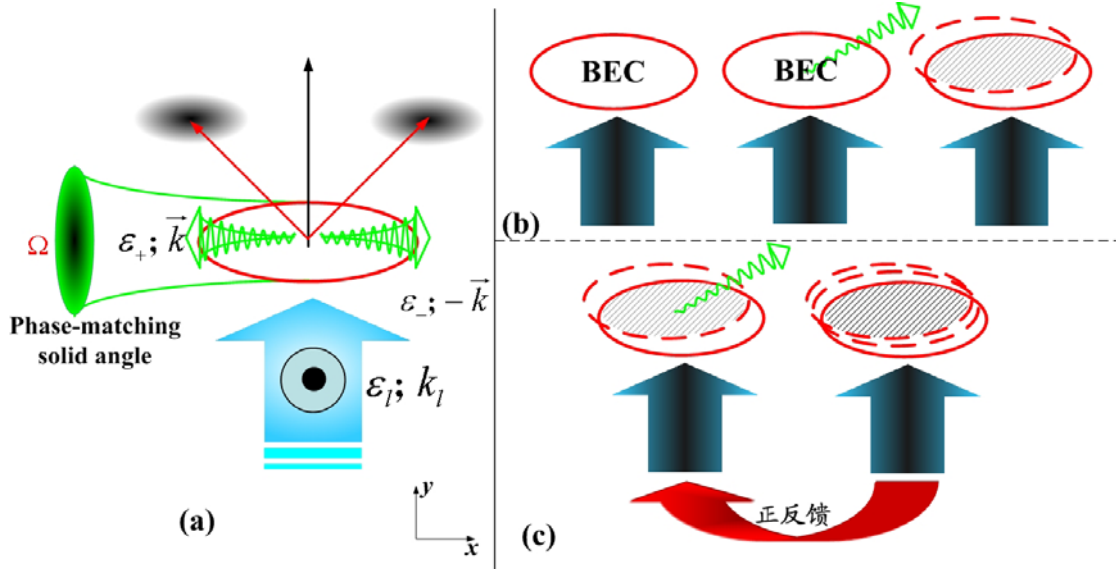 BEC
BEC
(b)
Ω
ε₊; k⃗
ε₋; −k⃗
Phase-matching
solid angle
εₗ; kₗ
y
x
(a)
正反馈
(c)